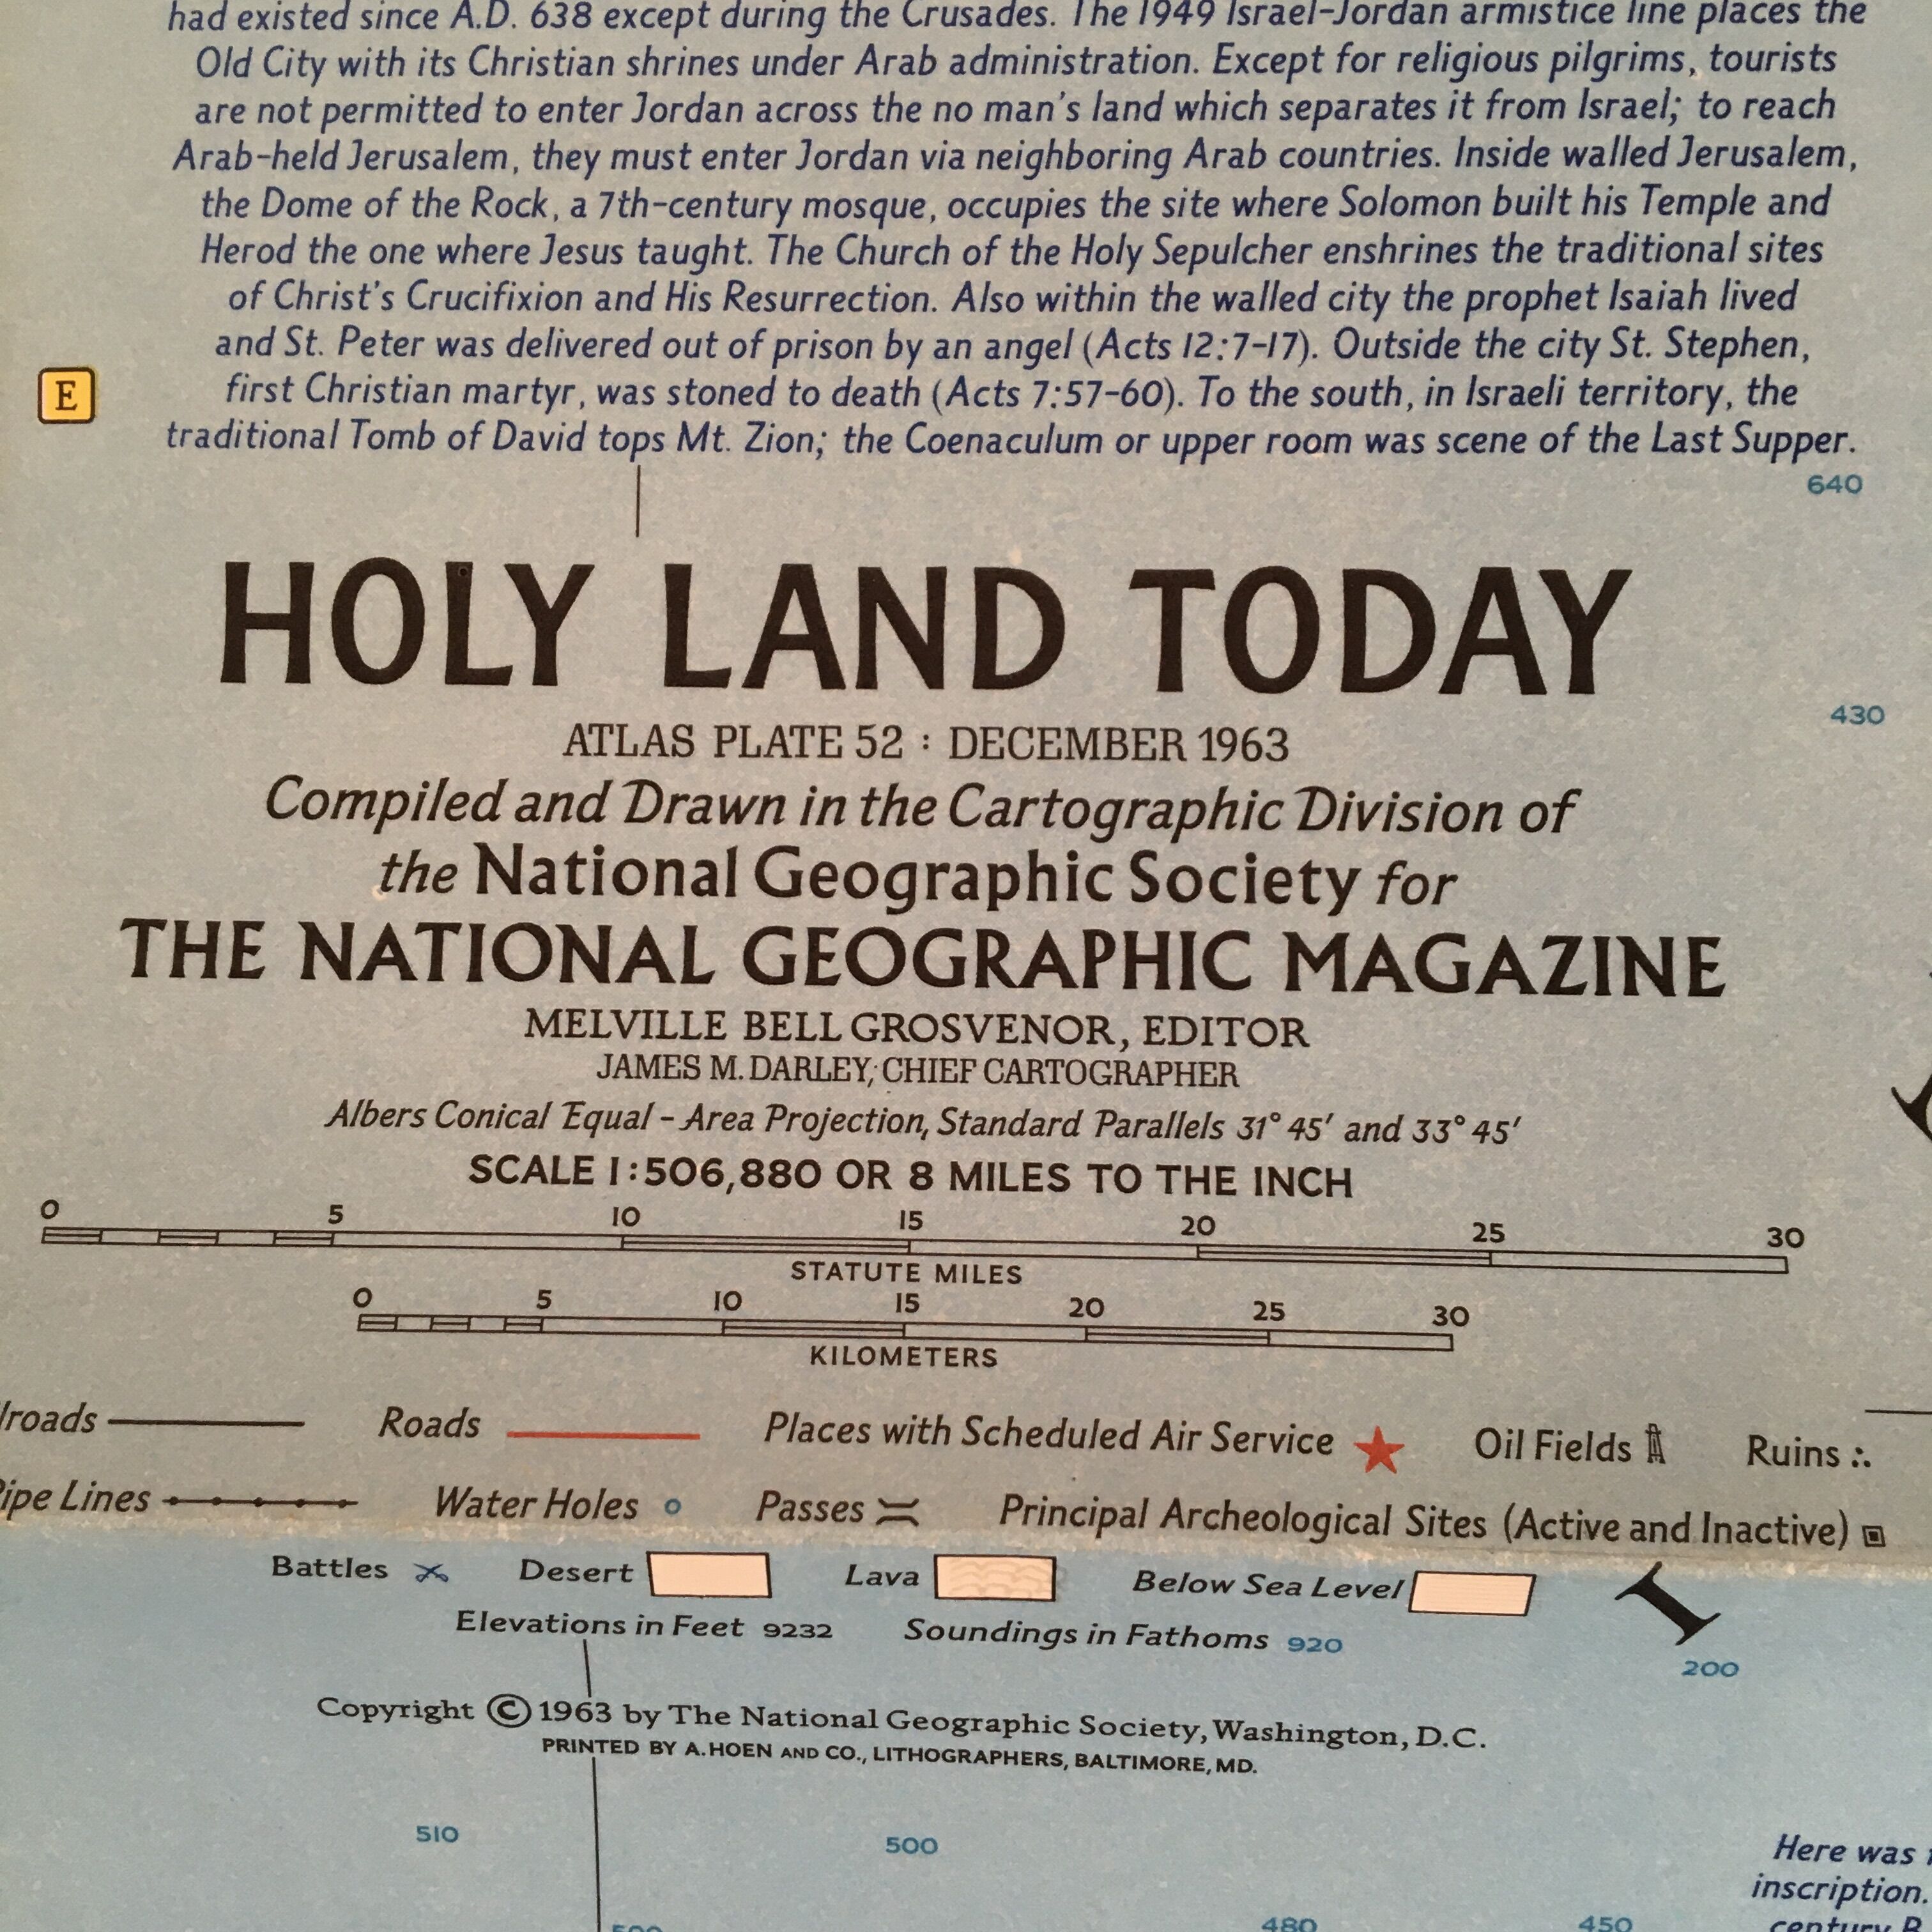 had existed since A.D. 638 except during the Crusades. The 1949 Israel-Jordan armistice line places the
Old City with its Christian shrines under Arab administration. Except for religious pilgrims, tourists
are not permitted to enter Jordan across the no man's land which separates it from Israel; to reach
Arab-held Jerusalem, they must enter Jordan via neighboring Arab countries. Inside walled Jerusalem,
the Dome of the Rock, a 7th-century mosque, occupies the site where Solomon built his Temple and
Herod the one where Jesus taught. The Church of the Holy Sepulcher enshrines the traditional sites
of Christ's Crucifixion and His Resurrection. Also within the walled city the prophet Isaiah lived
and St. Peter was delivered out of prison by an angel (Acts 12:7-17). Outside the city St. Stephen,
E
first Christian martyr, was stoned to death (Acts 7:57-60). To the south, in Israeli territory, the
traditional Tomb of David tops Mt. Zion; the Coenaculum or upper room was scene of the Last Supper.
640
HOLY LAND TODAY
430
ATLAS PLATE 52 : DECEMBER 1963
Compiled and Drawn in the Cartographic Division of
the National Geographic Society for
THE NATIONAL GEOGRAPHIC MAGAZINE
MELVILLE BELL GROSVENOR, EDITOR
JAMES M. DARLEY, CHIEF CARTOGRAPHER
Albers Conical Equal-Area Projection, Standard Parallels 31° 45' and 33° 45'
SCALE 1:506,880 OR 8 MILES TO THE INCH
0 5 10 15 20 25 30
STATUTE MILES
0 5 10 15 20 25 30
KILOMETERS
lroads Roads Places with Scheduled Air Service Oil Fields Ruins
ipe Lines Water Holes Passes Principal Archeological Sites (Active and Inactive)
Battles Desert Lava Below Sea Level
I
Elevations in Feet 9232 Soundings in Fathoms 920
200
Copyright © 1963 by The National Geographic Society, Washington, D.C.
PRINTED BY A. HOEN AND CO., LITHOGRAPHERS, BALTIMORE, MD.
510 500
Here was
inscription.
480 450